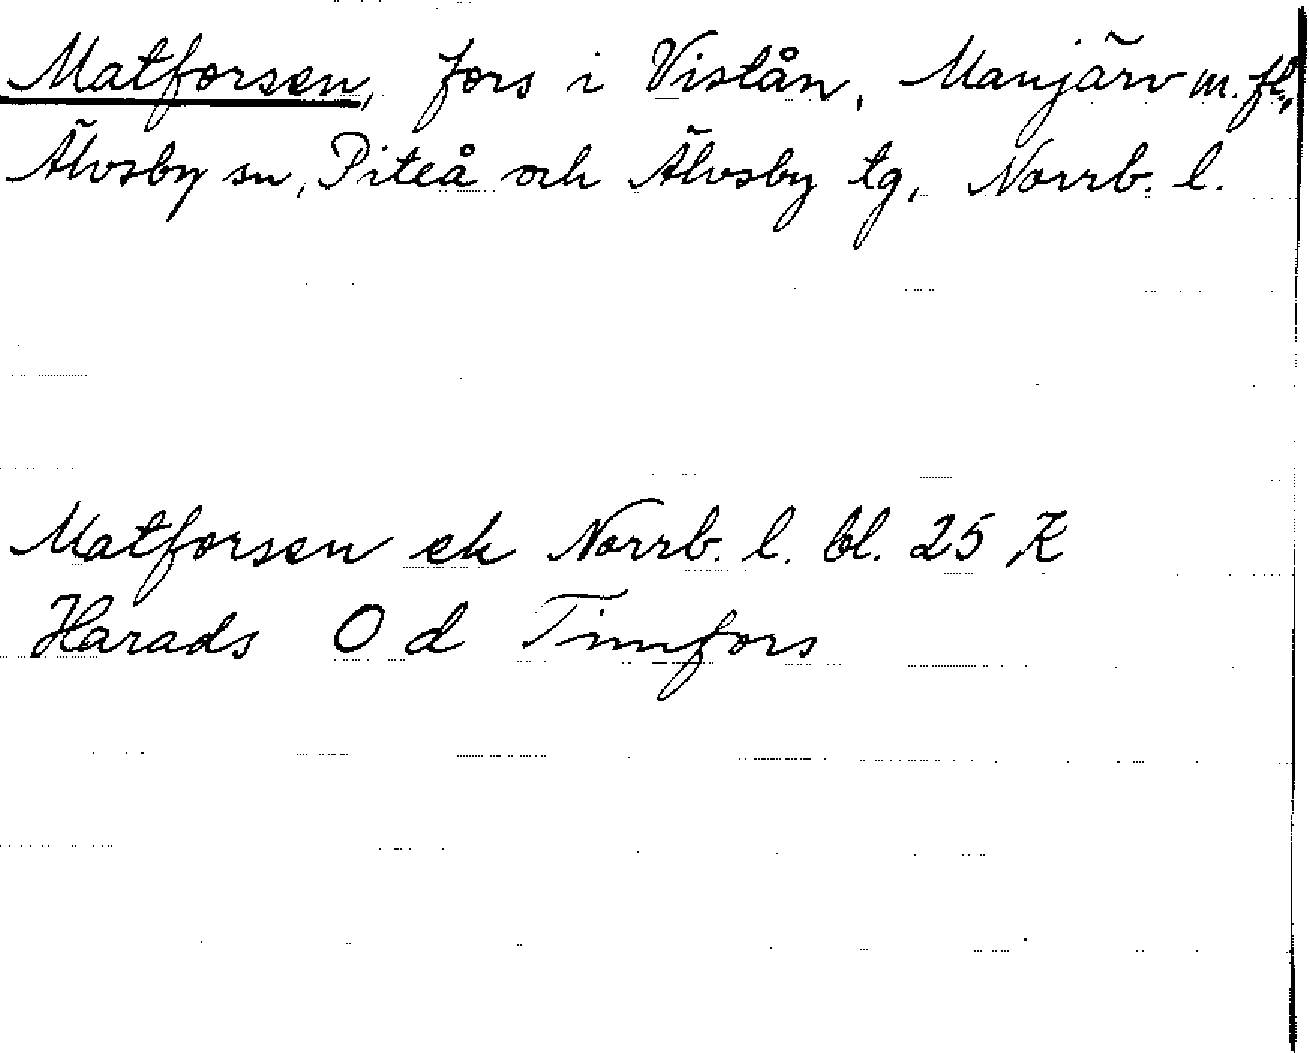 Matforsen, fors i Vistån, Manjärv m. fl.,
Älvsby sn, Piteå och Älvsby tg, Norrb. l.
Matforsen ek Norrb. l. bl. 25 K
Harads O d Timfors